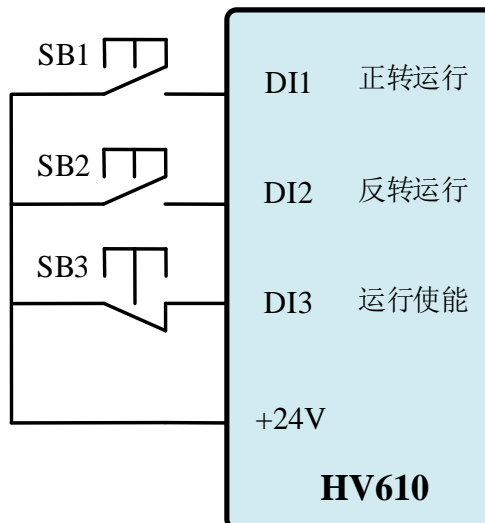 SB1
DI1 正转运行
SB2
DI2 反转运行
SB3
DI3 运行使能
+24V
HV610